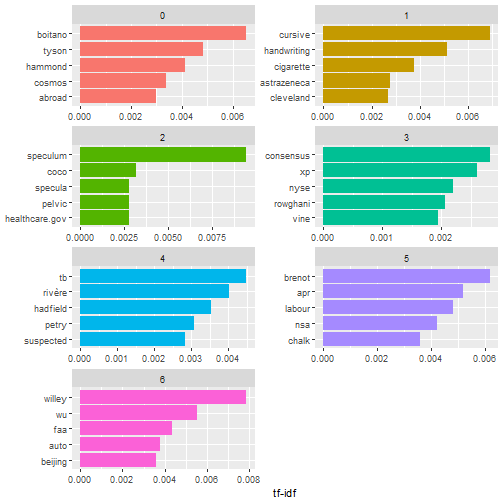 0
boitano
tyson
hammond
cosmos
abroad
0.000 0.002 0.004 0.006
1
cursive
handwriting
cigarette
astrazeneca
cleveland
0.000 0.002 0.004 0.006
2
speculum
coco
specula
pelvic
healthcare.gov
0.0000 0.0025 0.0050 0.0075
3
consensus
xp
nyse
rowghani
vine
0.000 0.001 0.002
4
tb
rivère
hadfield
petry
suspected
0.000 0.001 0.002 0.003 0.004
5
brenot
apr
labour
nsa
chalk
0.000 0.002 0.004 0.006
6
willey
wu
faa
auto
beijing
0.000 0.002 0.004 0.006 0.008
tf-idf